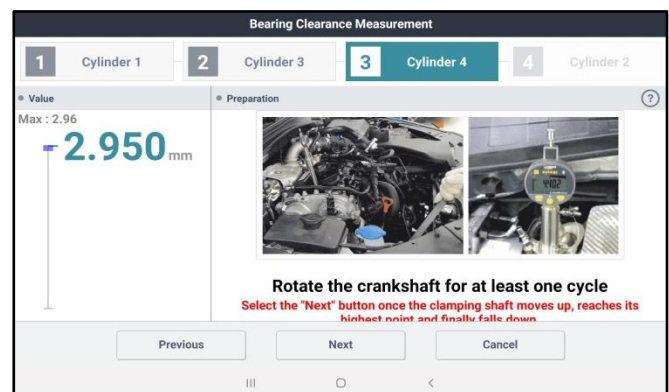 Bearing Clearance Measurement
1 Cylinder 1 2 Cylinder 3 3 Cylinder 4 4 Cylinder 2
Value
Preparation
?
Max : 2.96
2.950 mm
Rotate the crankshaft for at least one cycle
Select the "Next" button once the clamping shaft moves up, reaches its
highest point and finally falls down
Previous Next Cancel